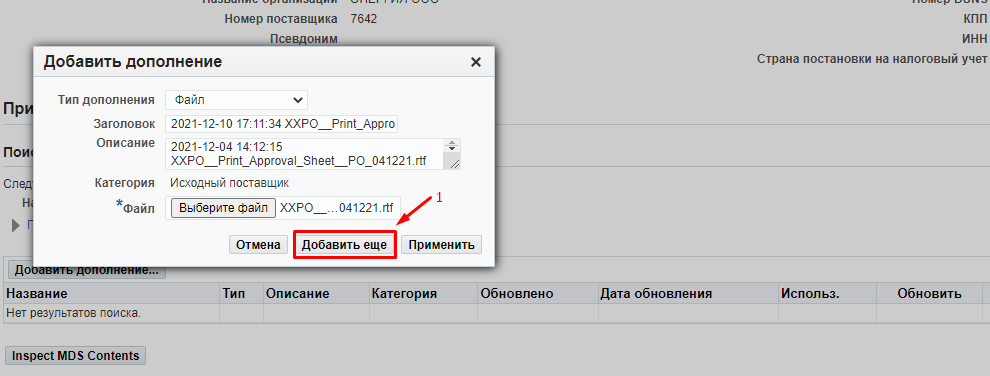 Номер поставщика 7642 КПП
Псевдоним ИНН
Страна постановки на налоговый учет
Добавить дополнение
Тип дополнения Файл
При
Заголовок 2021-12-10 17:11:34 XXPO__Print_Appro
Описание 2021-12-04 14:12:15
XXPO__Print_Approval_Sheet__PO_041221.rtf
Поис
Категория Исходный поставщик
След
На
*Файл Выберите файл XXPO__...041221.rtf
1
Отмена Добавить еще Применить
Добавить дополнение...
Название Тип Описание Категория Обновлено Дата обновления Использ. Обновить
Нет результатов поиска.
Inspect MDS Contents